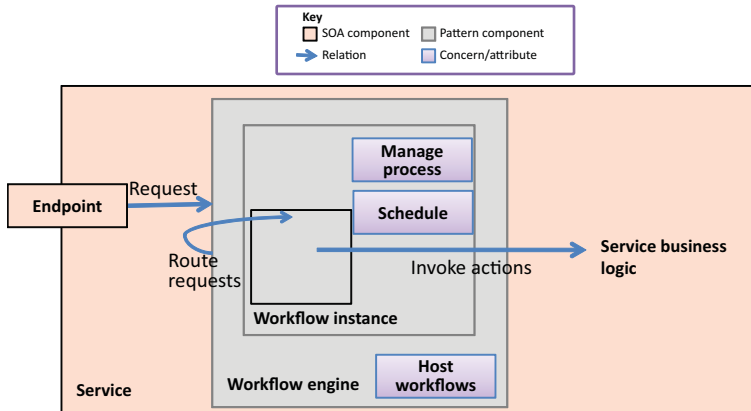 Key
SOA component
Pattern component
Relation
Concern/attribute
Manage
process
Request
Endpoint
Schedule
Service business
logic
Route
requests
Invoke actions
Workflow instance
Host
workflows
Workflow engine
Service